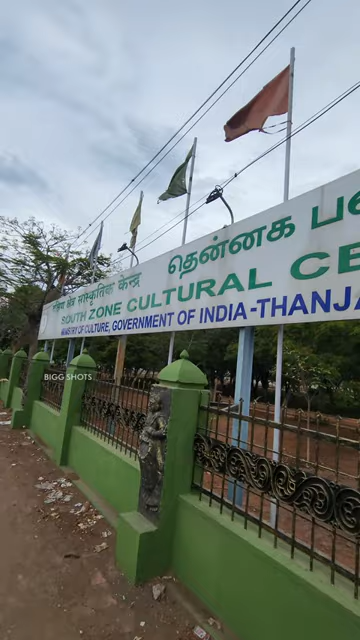 दक्षिण क्षेत्र सांस्कृतिक केन्द्र தென்னக
SOUTH ZONE CULTURAL CE
MINISTRY OF CULTURE, GOVERNMENT OF INDIA-THANJA
BIGG SHOTS